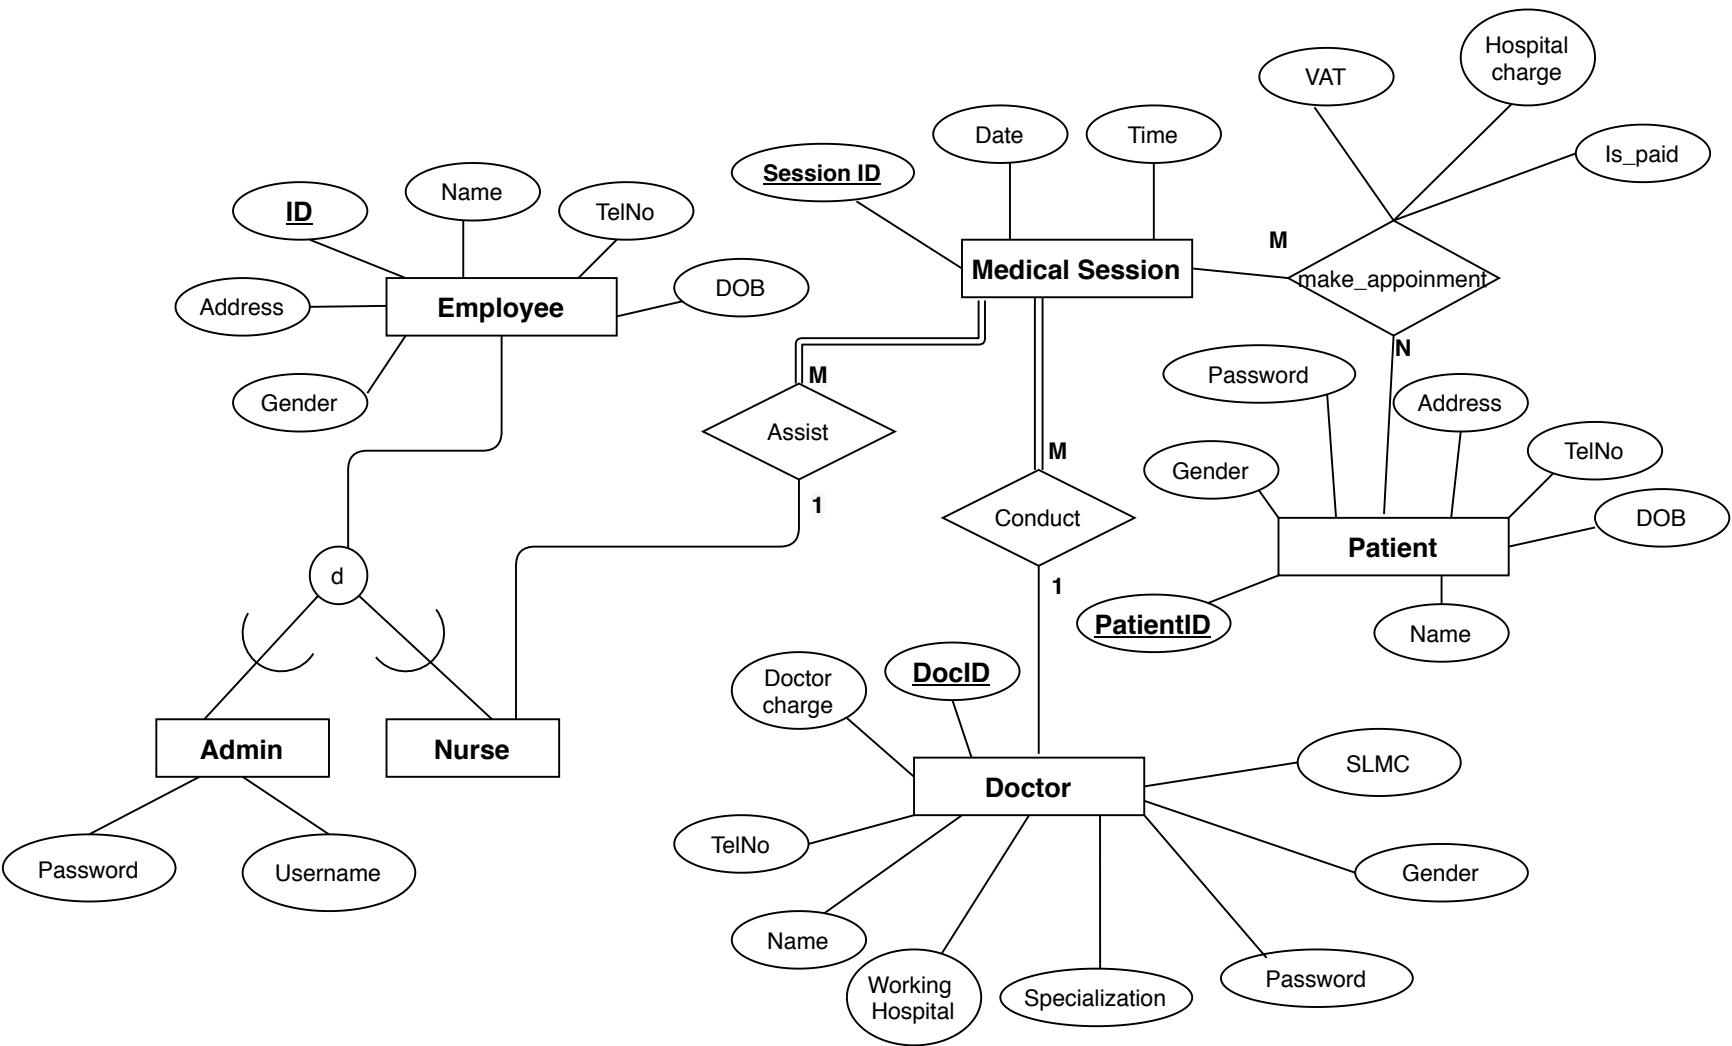 Hospital
charge
VAT
Is_paid
Date
Time
Session ID
Name
ID
TelNo
M
Medical Session
make_appoinment
DOB
Address
Employee
N
Password
M
Address
Gender
Assist
M
TelNo
Gender
1
Conduct
DOB
Patient
d
1
PatientID
Name
DocID
Doctor
charge
Admin
Nurse
SLMC
Doctor
TelNo
Password
Username
Gender
Name
Password
Working
Hospital
Specialization